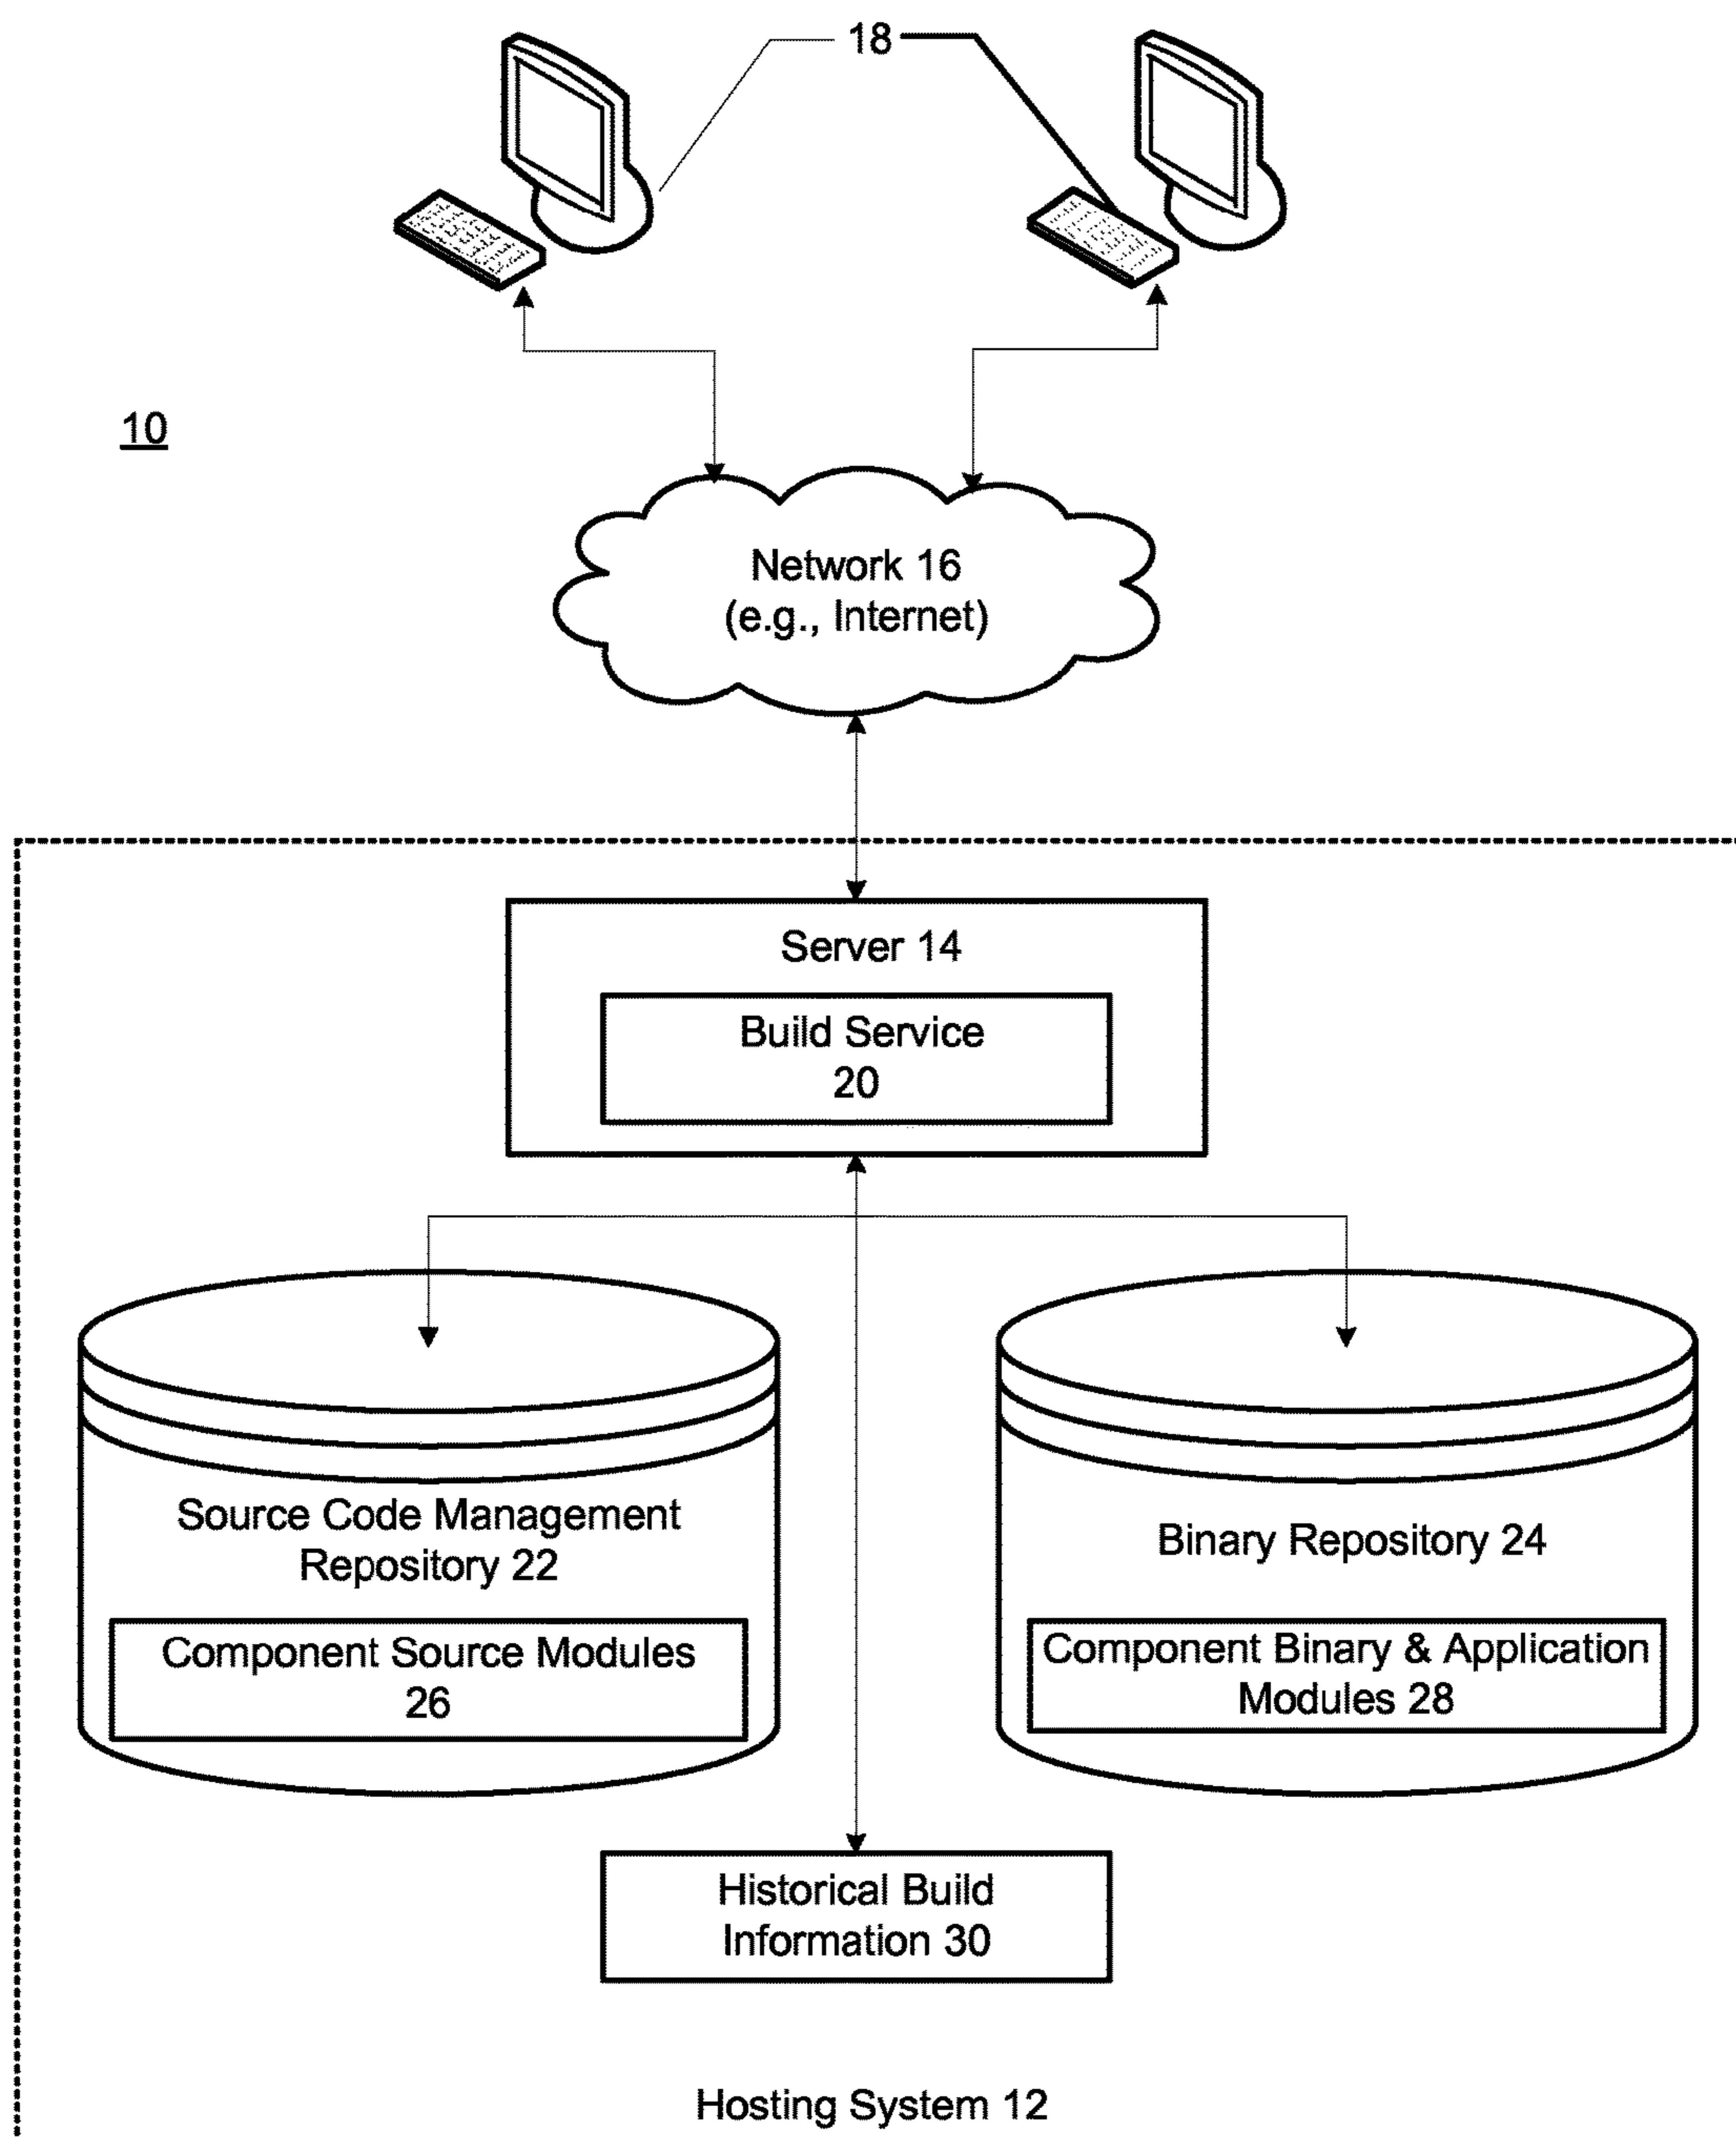 18
10
Network 16
(e.g., Internet)
Server 14
Build Service
20
Source Code Management
Repository 22
Component Source Modules
26
Binary Repository 24
Component Binary & Application
Modules 28
Historical Build
Information 30
Hosting System 12